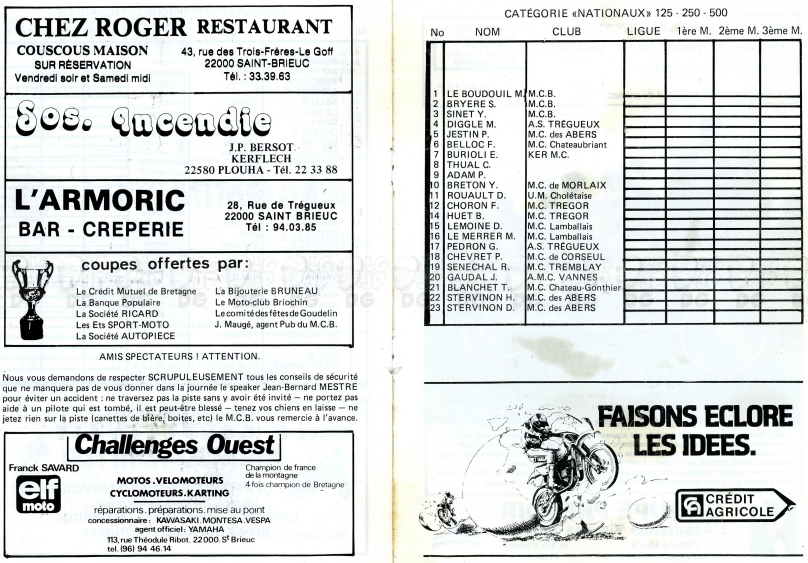 CHEZ ROGER RESTAURANT
COUSCOUS MAISON
SUR RÉSERVATION
Vendredi soir et Samedi midi
43, rue des Trois-Frères-Le Goff
22000 SAINT-BRIEUC
Tél. : 33.39.63
Sos. Incendie
J.P. BERSOT
KERFLECH
22580 PLOUHA - Tél. 22 33 88
L'ARMORIC
BAR - CREPERIE
28, Rue de Trégueux
22000 SAINT BRIEUC
Tél : 94.03.85
coupes offertes par:
Le Crédit Mutuel de Bretagne
La Banque Populaire
La Société RICARD
Les Ets SPORT-MOTO
La Société AUTOPIECE
La Bijouterie BRUNEAU
Le Moto-club Briochin
Le comité des fêtes de Goudelin
J. Maugé, agent Pub du M.C.B.
AMIS SPECTATEURS ! ATTENTION.
Nous vous demandons de respecter SCRUPULEUSEMENT tous les conseils de sécurité
que ne manquera pas de vous donner dans la journée le speaker Jean-Bernard MESTRE
pour éviter un accident : ne traversez pas la piste sans y avoir été invité — ne portez pas
aide à un pilote qui est tombé, il est peut-être blessé — tenez vos chiens en laisse — ne
jetez rien sur la piste (canettes de bière, boites, etc) le M.C.B. vous remercie à l'avance.
Challenges Ouest
Franck SAVARD
elf
moto
MOTOS.VELOMOTEURS
CYCLOMOTEURS.KARTING
Champion de france
de la montagne
4 fois champion de Bretagne
réparations. préparations. mise au point
concessionnaire: KAWASAKI. MONTESA.VESPA
agent officiel: YAMAHA
113, rue Théodule Ribot. 22000. St Brieuc
tel. (96) 94 46.14
CATÉGORIE «NATIONAUX» 125 - 250 - 500
No NOM CLUB LIGUE 1ère M. 2ème M. 3ème M.
1 LE BOUDOUIL M. M.C.B.
2 BRYERE S. M.C.B.
3 SINET Y. M.C.B.
4 DIGGLE M. A.S. TRÉGUEUX
5 JESTIN P. M.C. des ABERS
6 BELLOC F. M.C. Chateaubriant
7 BURIOLI E. KER M.C.
8 THUAL C.
9 ADAM P.
10 BRETON Y. M.C. de MORLAIX
11 ROUAULT D. U.M. Cholétaise
12 CHORON F. M.C. TREGOR
14 HUET B. M.C. TREGOR
15 LEMOINE D. M.C. Lamballais
16 LE MERRER M. M.C. Lamballais
17 PEDRON G. A.S. TRÉGUEUX
18 CHEVRET P. M.C. de CORSEUL
19 SENECHAL R. M.C. TREMBLAY
20 GAUDAL J. A.M.C. VANNES
21 BLANCHET T. M.C. Chateau-Gonthier
22 STERVINON H. M.C. des ABERS
23 STERVINON D. M.C. des ABERS
FAISONS ECLORE
LES IDEES.
CRÉDIT
AGRICOLE